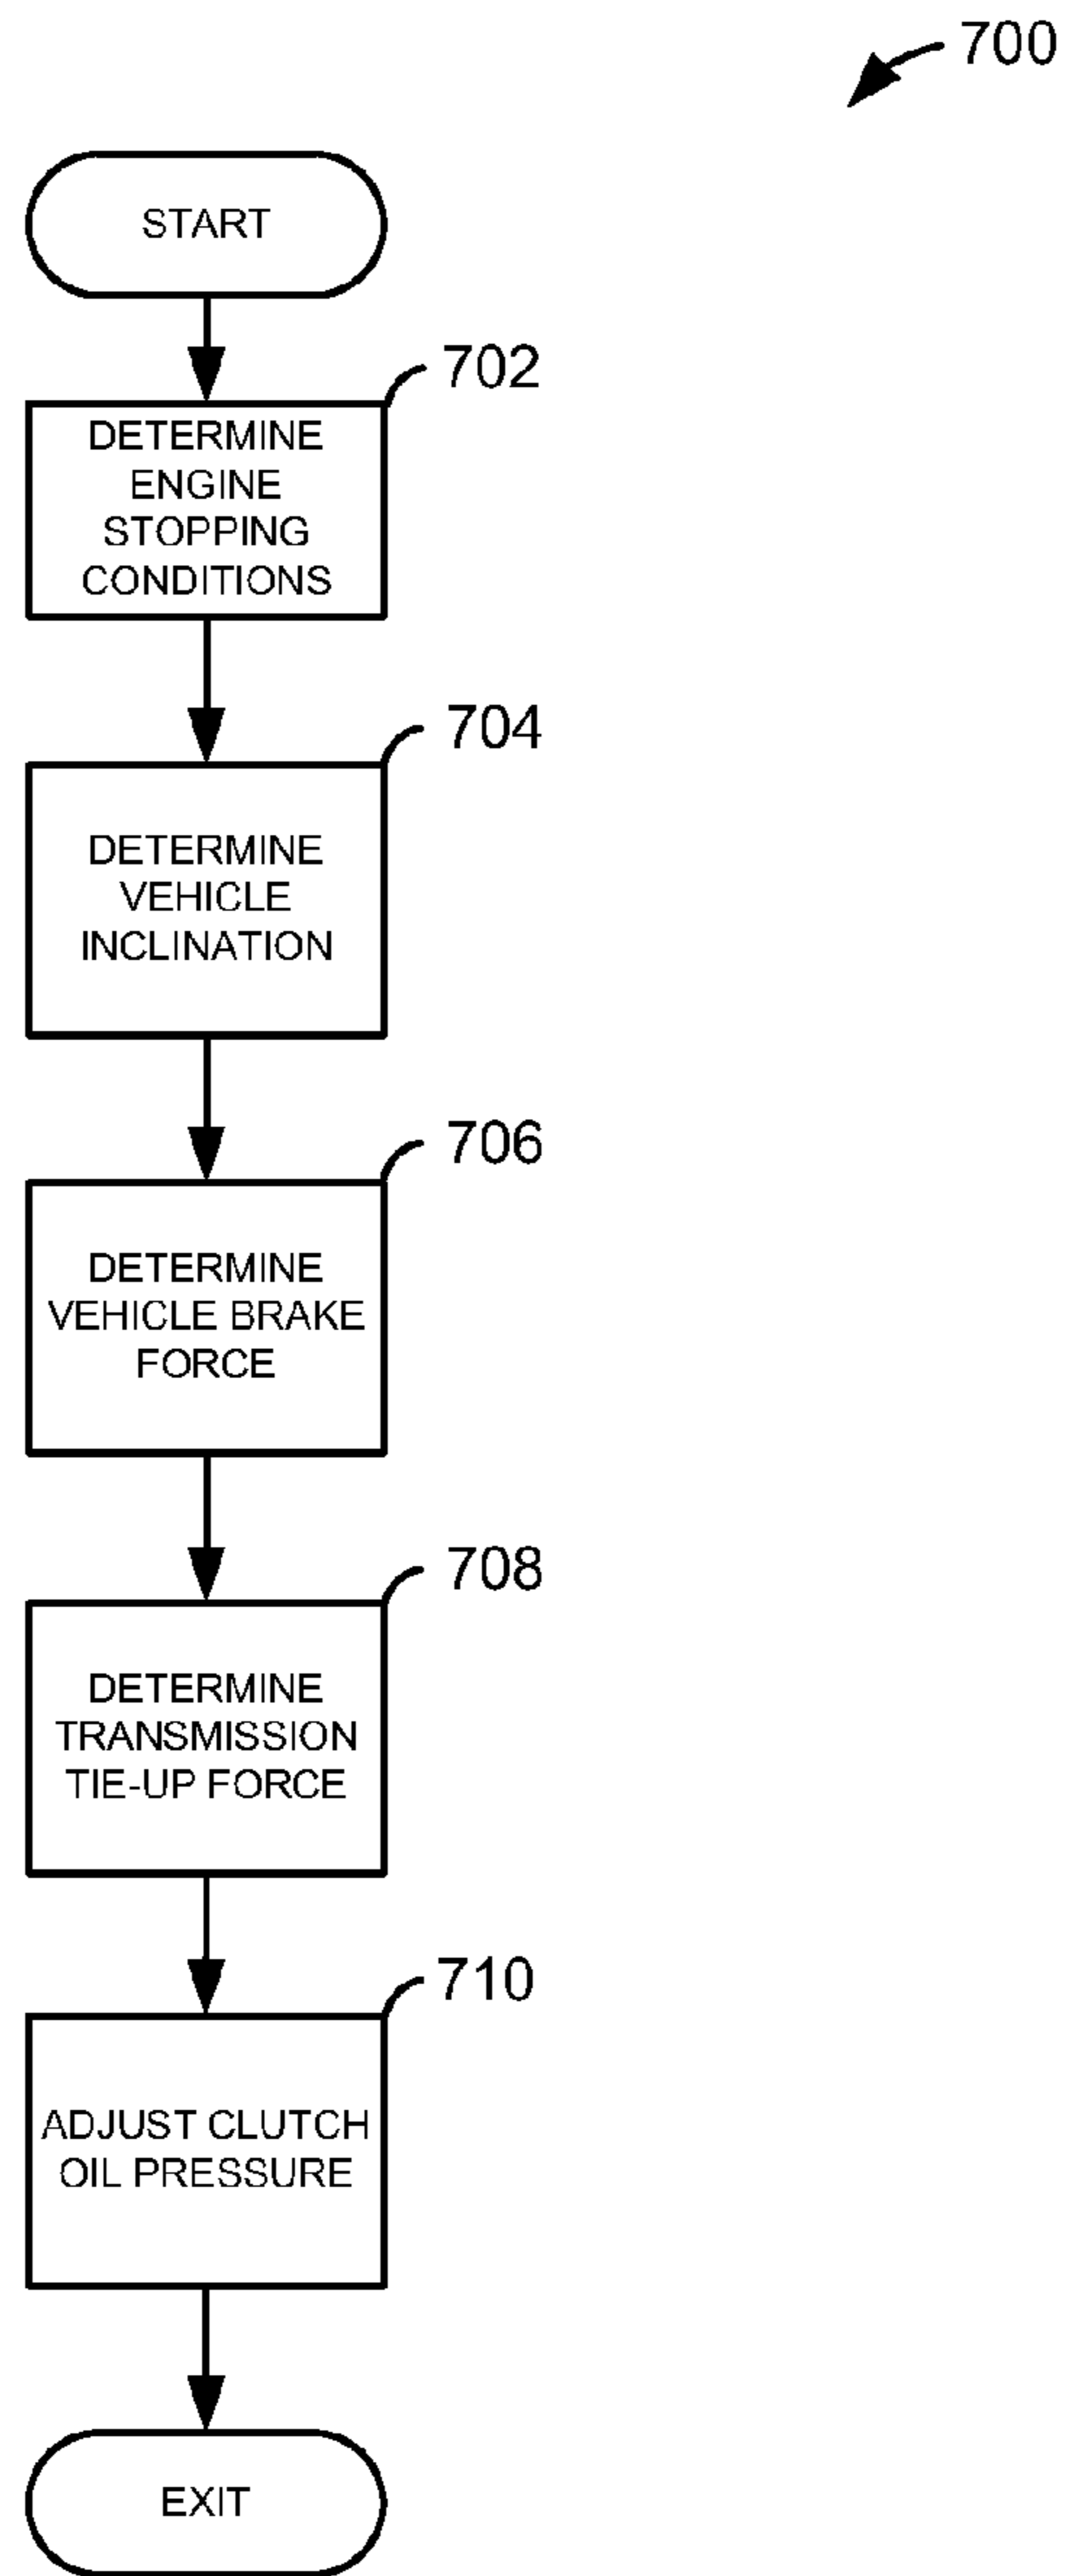 700
START
702
DETERMINE
ENGINE
STOPPING
CONDITIONS
704
DETERMINE
VEHICLE
INCLINATION
706
DETERMINE
VEHICLE BRAKE
FORCE
708
DETERMINE
TRANSMISSION
TIE-UP FORCE
710
ADJUST CLUTCH
OIL PRESSURE
EXIT